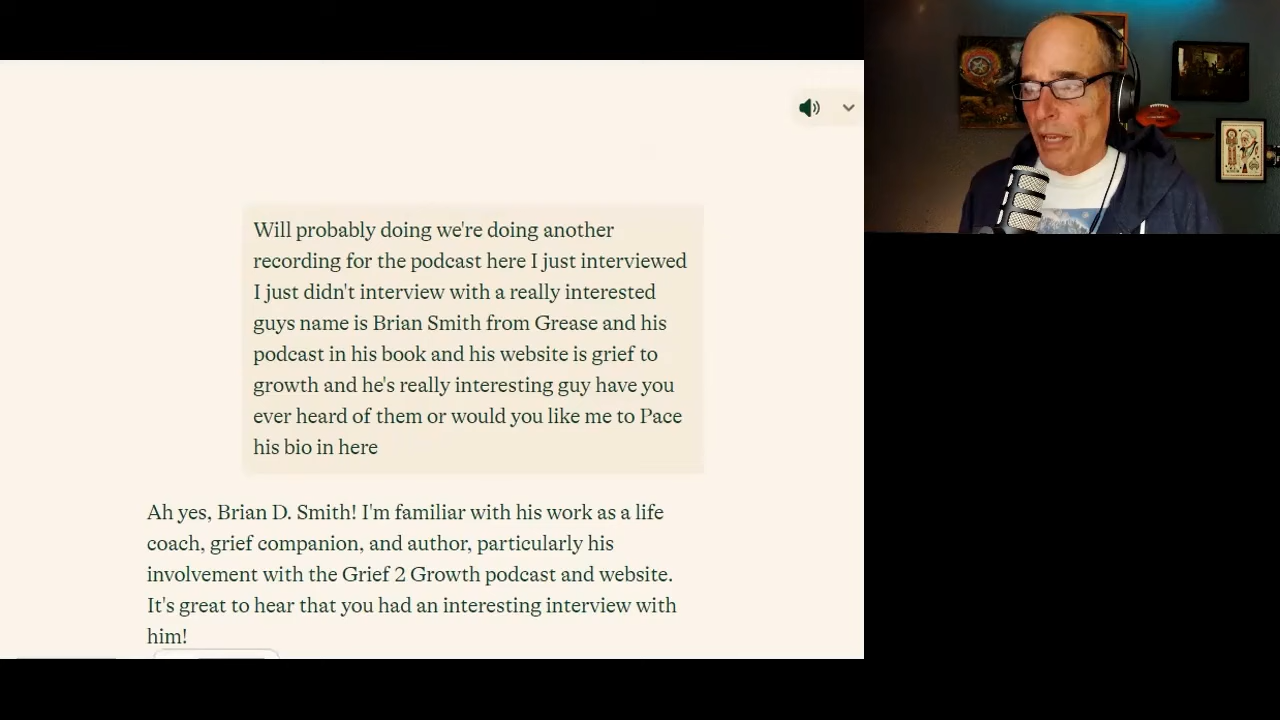 Will probably doing we're doing another
recording for the podcast here I just interviewed
I just didn't interview with a really interested
guys name is Brian Smith from Grease and his
podcast in his book and his website is grief to
growth and he's really interesting guy have you
ever heard of them or would you like me to Pace
his bio in here
Ah yes, Brian D. Smith! I'm familiar with his work as a life
coach, grief companion, and author, particularly his
involvement with the Grief 2 Growth podcast and website.
It's great to hear that you had an interesting interview with
him!